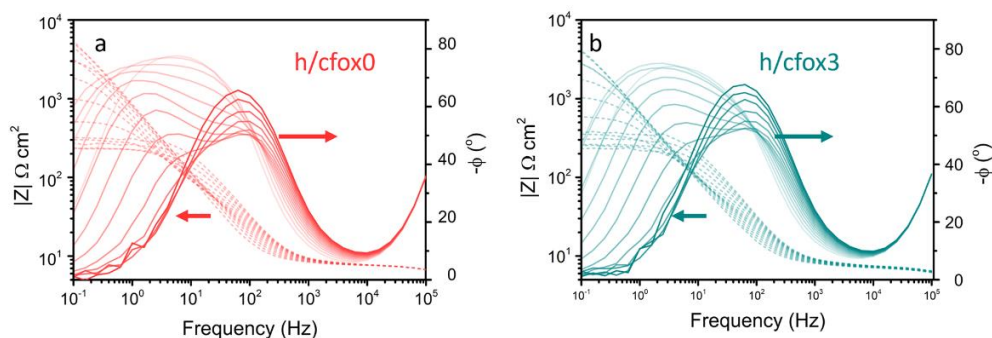 a
h/cfox0
|Z| Ω cm²
10⁴
10³
10²
10¹
-ϕ (°)
80
60
40
20
0
10⁻¹ 10⁰ 10¹ 10² 10³ 10⁴ 10⁵
Frequency (Hz)
b
h/cfox3
|Z| Ω cm²
10⁴
10³
10²
10¹
-ϕ (°)
80
60
40
20
0
10⁻¹ 10⁰ 10¹ 10² 10³ 10⁴ 10⁵
Frequency (Hz)